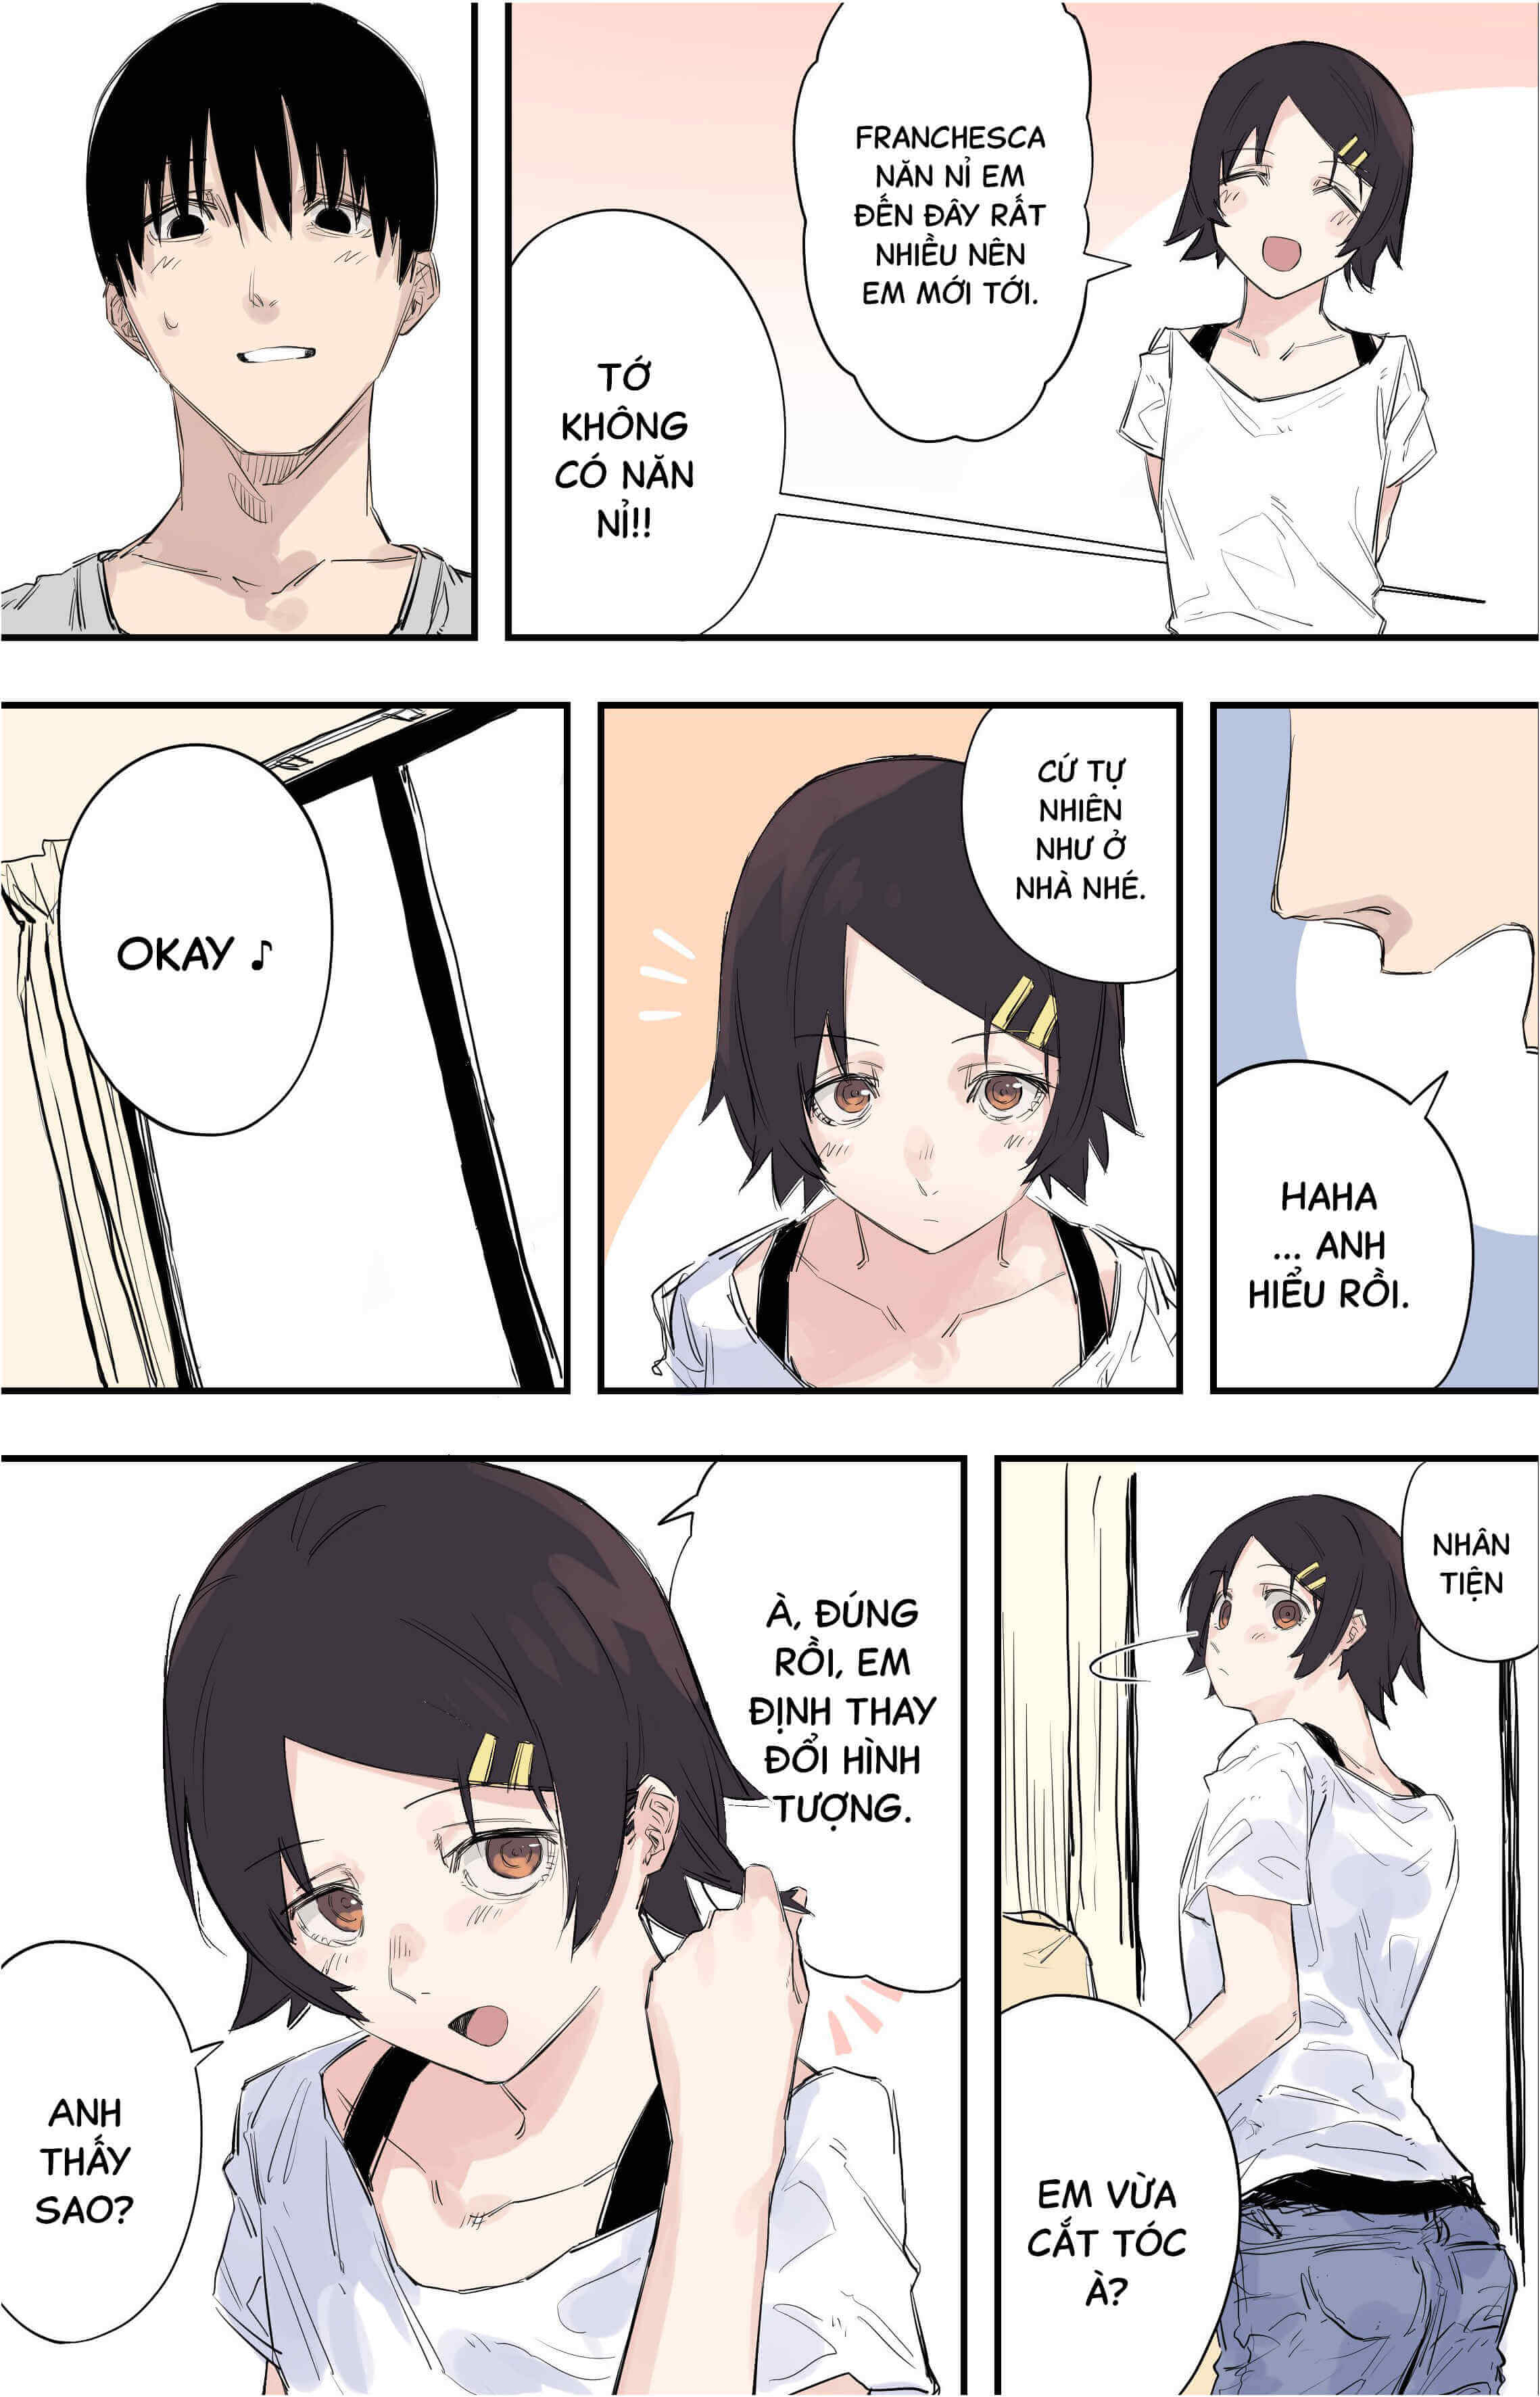 FRANCHESCA
NĂN NỈ EM
ĐẾN ĐÂY RẤT
NHIỀU NÊN
EM MỚI TỚI.
TỚ
KHÔNG
CÓ NĂN
NỈ!!
HAHA
... ANH
HIỂU RỒI.
CỨ TỰ
NHIÊN
NHƯ Ở
NHÀ NHÉ.
OKAY ♪
NHÂN
TIỆN
EM VỪA
CẮT TÓC
À?
À, ĐÚNG
RỒI, EM
ĐỊNH THAY
ĐỔI HÌNH
TƯỢNG.
ANH
THẤY
SAO?